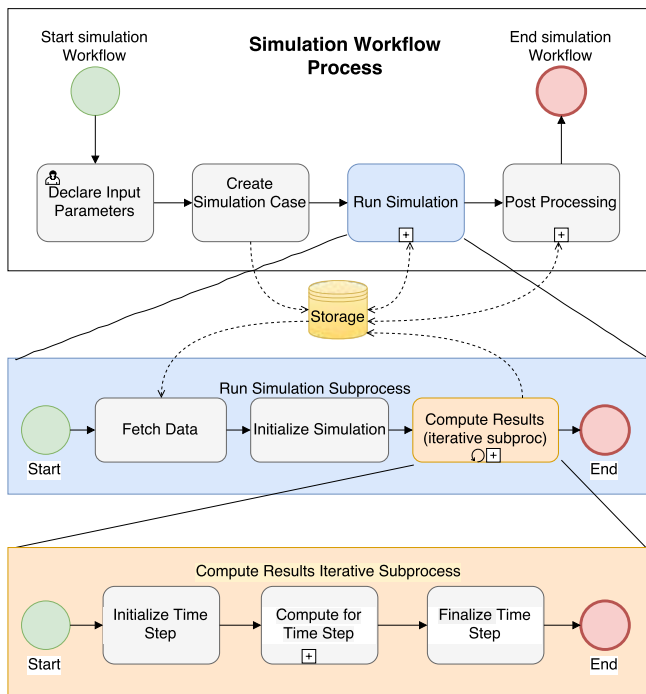 Start simulation
Workflow
Simulation Workflow
Process
End simulation
Workflow
Declare Input
Parameters
Create
Simulation Case
Run Simulation
Post Processing
Storage
Run Simulation Subprocess
Start
Fetch Data
Initialize Simulation
Compute Results
(iterative subproc)
End
Compute Results Iterative Subprocess
Start
Initialize Time
Step
Compute for
Time Step
Finalize Time
Step
End